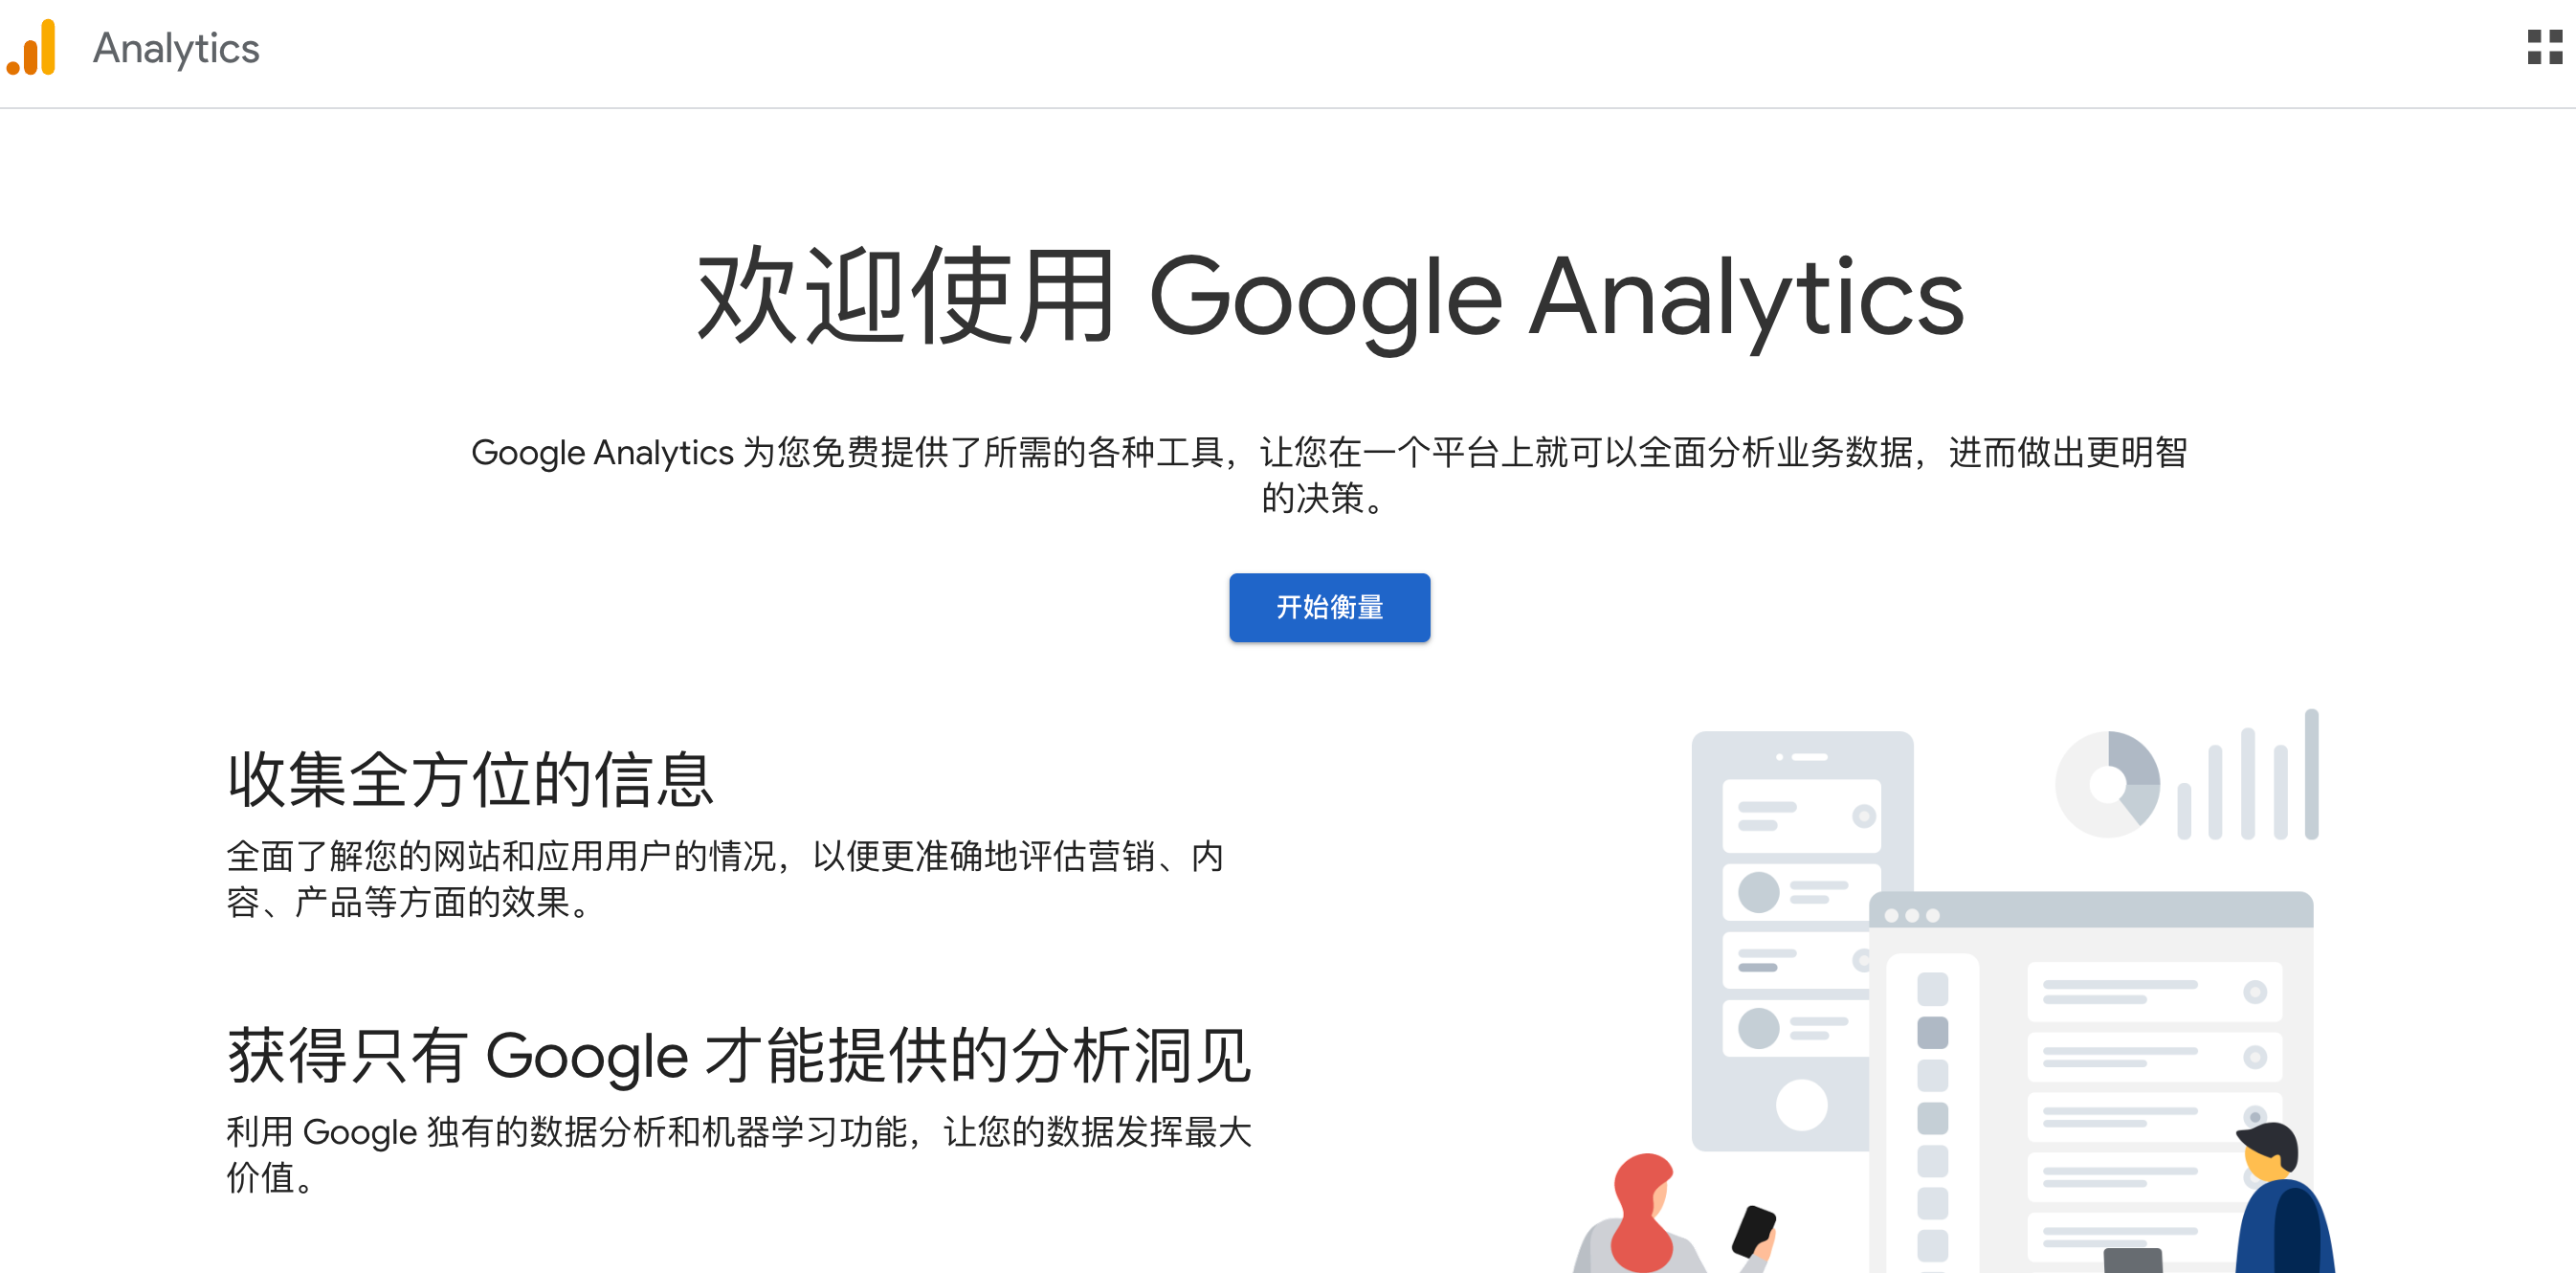 Analytics
欢迎使用 Google Analytics
Google Analytics 为您免费提供了所需的各种工具，让您在一个平台上就可以全面分析业务数据，进而做出更明智
的决策。
开始衡量
收集全方位的信息
全面了解您的网站和应用用户的情况，以便更准确地评估营销、内
容、产品等方面的效果。
获得只有 Google 才能提供的分析洞见
利用 Google 独有的数据分析和机器学习功能，让您的数据发挥最大
价值。